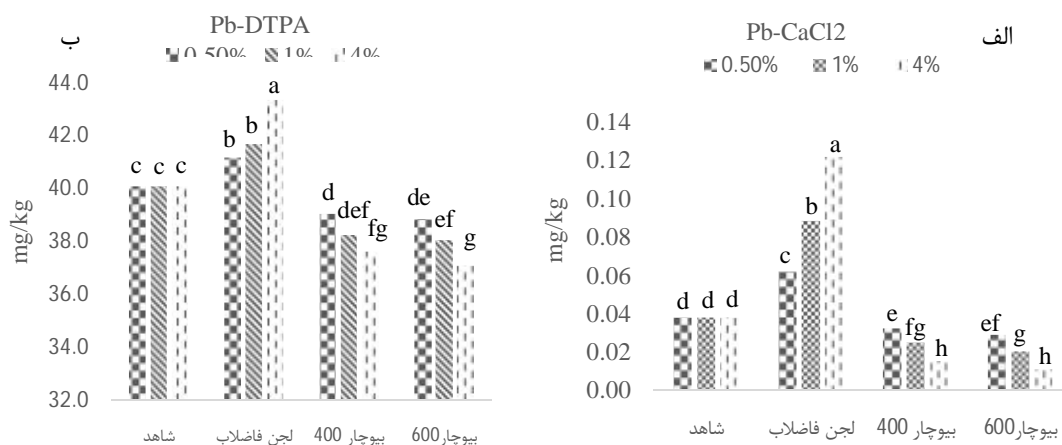 ب
Pb-DTPA
0.50% 1% 4%
44.0
42.0
40.0
38.0
36.0
34.0
32.0
mg/kg
c c c b b a d def fg de ef g
شاهد لجن فاضلاب بیوچار 400 بیوچار600
الف
Pb-CaCl2
0.50% 1% 4%
0.14
0.12
0.10
0.08
0.06
0.04
0.02
0.00
mg/kg
d d d c b a e fg h ef g h
شاهد لجن فاضلاب بیوچار 400 بیوچار600